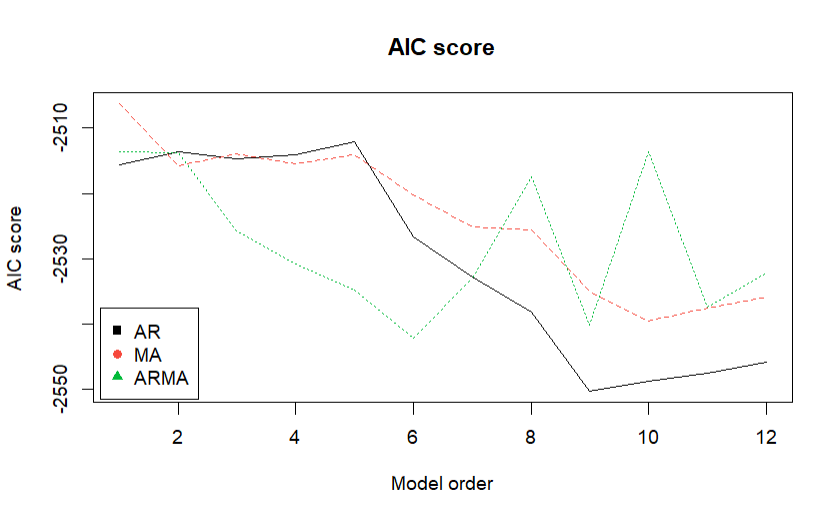 AIC score
-2510
-2530
-2550
AIC score
AR
MA
ARMA
2 4 6 8 10 12
Model order